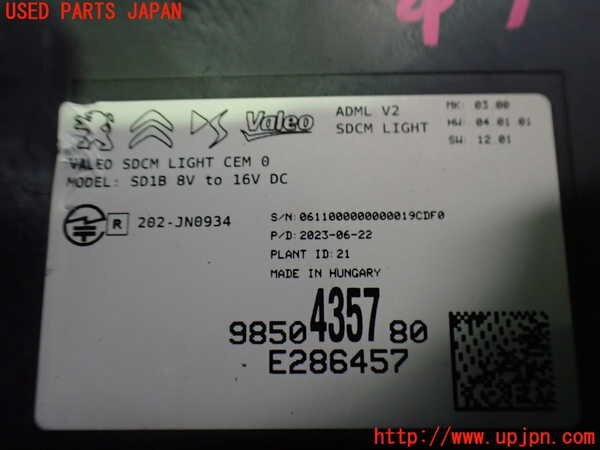 USED PARTS JAPAN
Valeo
ADML V2
SDCM LIGHT
MK: 03.00
HW: 04.01.01
SW: 12.01
VALEO SDCM LIGHT CEM 0
MODEL: SD1B 8V to 16V DC
R 202-JN0934
S/N: 0611000000000019CDF0
P/D: 2023-06-22
PLANT ID: 21
MADE IN HUNGARY
9850435780
E286457
http://www.upjpn.com/